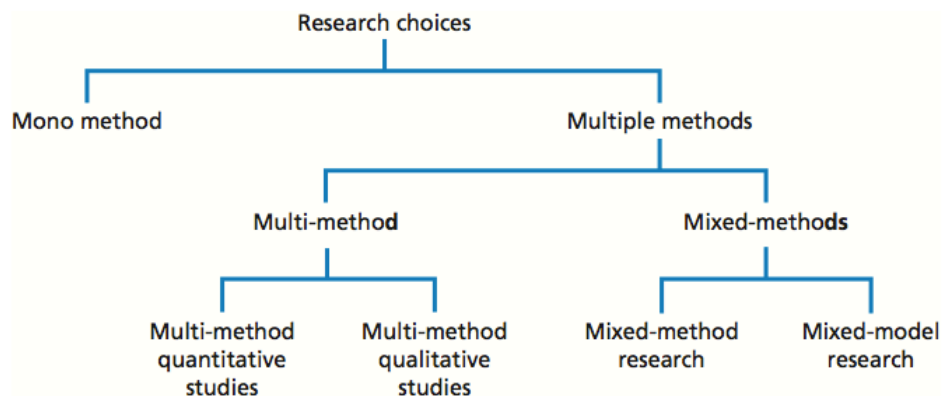 Research choices
Mono method
Multiple methods
Multi-method
Mixed-methods
Multi-method
quantitative
studies
Multi-method
qualitative
studies
Mixed-method
research
Mixed-model
research